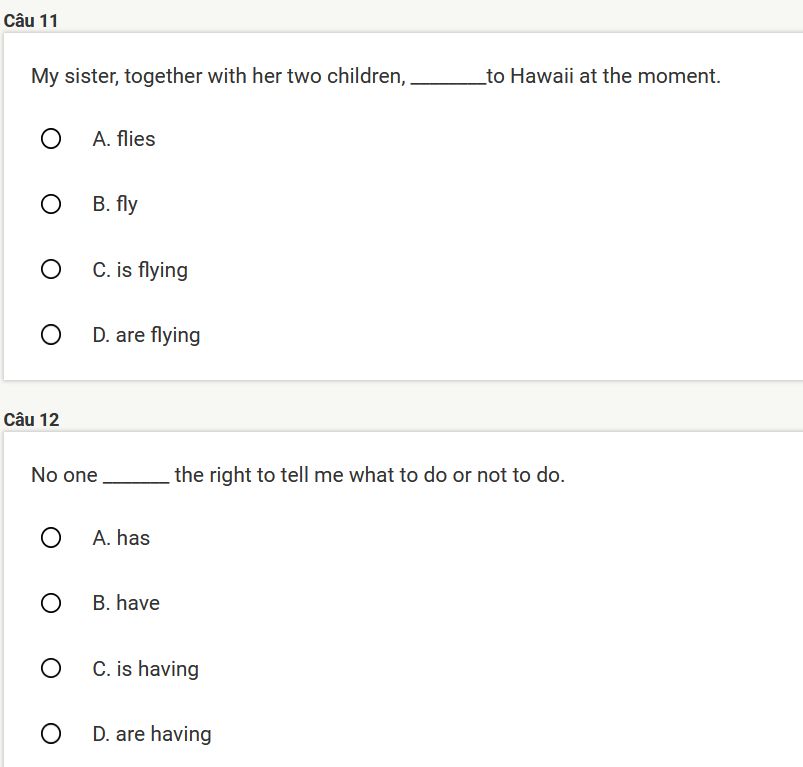 Câu 11
My sister, together with her two children, ________to Hawaii at the moment.
A. flies
B. fly
C. is flying
D. are flying
Câu 12
No one _______ the right to tell me what to do or not to do.
A. has
B. have
C. is having
D. are having